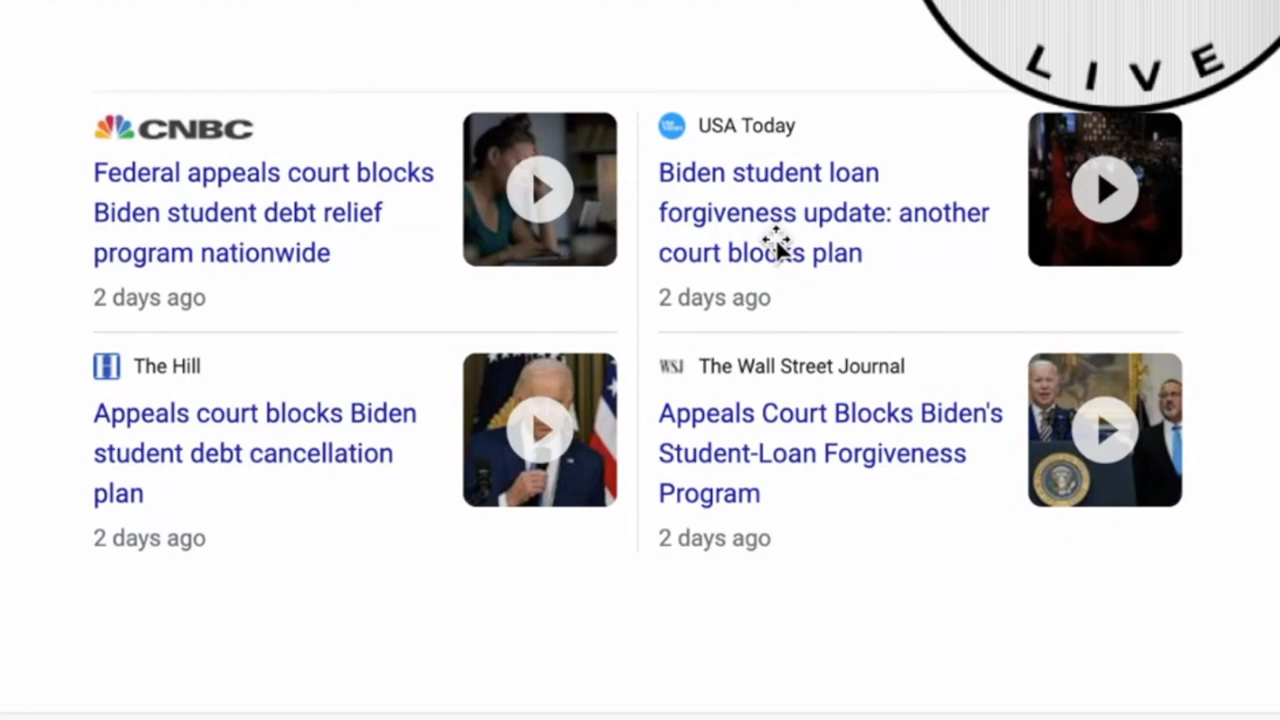 LIVE
CNBC
Federal appeals court blocks
Biden student debt relief
program nationwide
2 days ago
USA TODAY
USA Today
Biden student loan
forgiveness update: another
court blocks plan
2 days ago
H
The Hill
Appeals court blocks Biden
student debt cancellation
plan
2 days ago
WSJ
The Wall Street Journal
Appeals Court Blocks Biden's
Student-Loan Forgiveness
Program
2 days ago